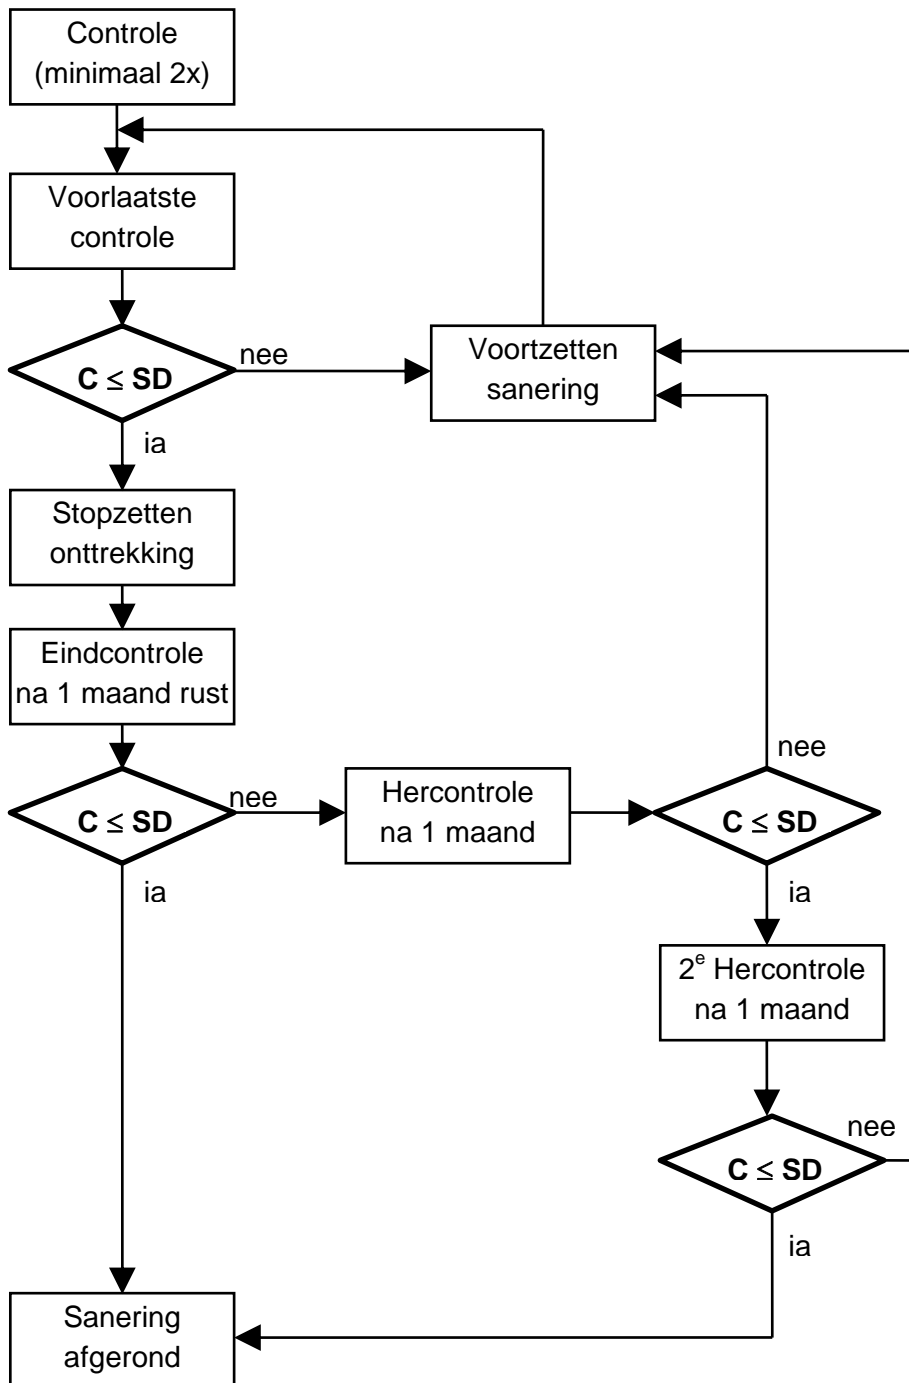 Controle
(minimaal 2x)
Voorlaatste
controle
C ≤ SD
nee
Voortzetten
sanering
ia
Stopzetten
onttrekking
Eindcontrole
na 1 maand rust
C ≤ SD
nee
Hercontrole
na 1 maand
nee
C ≤ SD
ia
ia
2e Hercontrole
na 1 maand
nee
C ≤ SD
ia
Sanering
afgerond